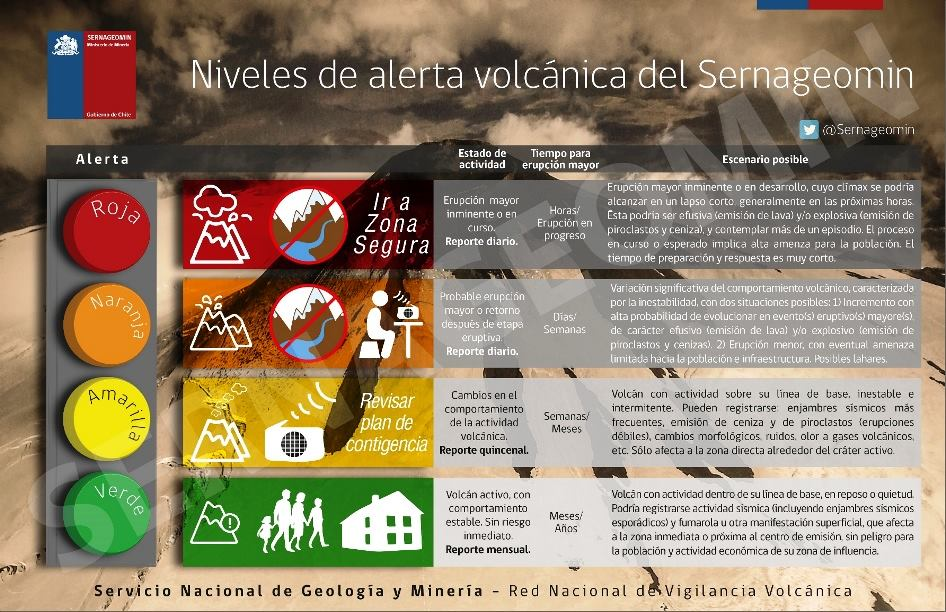 SERNAGEOMIN
Ministerio de Minería
Gobierno de Chile
Niveles de alerta volcánica del Sernageomin
@Sernageomin
Alerta
Estado de
actividad
Tiempo para
erupción mayor
Escenario posible
Roja
Ir a
Zona
Segura
Erupción mayor
inminente o en
curso.
Reporte diario.
Horas/
Erupción en
progreso
Erupción mayor inminente o en desarrollo, cuyo clímax se podría
alcanzar en un lapso corto, generalmente en las próximas horas.
Ésta podría ser efusiva (emisión de lava) y/o explosiva (emisión de
piroclastos y ceniza), y contemplar más de un episodio. El proceso
en curso o esperado implica alta amenza para la población. El
tiempo de preparación y respuesta es muy corto.
Naranja
Probable erupción
mayor o retorno
después de etapa
eruptiva.
Reporte diario.
Días/
Semanas
Variación significativa del comportamiento volcánico, caracterizada
por la inestabilidad, con dos situaciones posibles: 1) Incremento con
alta probabilidad de evolucionar en evento(s) eruptivo(s) mayore(s),
de carácter efusivo (emisión de lava) y/o explosivo (emisión de
piroclastos y cenizas). 2) Erupción menor, con eventual amenaza
limitada hacia la población e infraestructura. Posibles lahares.
Amarilla
Revisar
plan de
contigencia
Cambios en el
comportamiento
de la actividad
volcánica.
Reporte quincenal.
Semanas/
Meses
Volcán con actividad sobre su línea de base, inestable e
intermitente. Pueden registrarse: enjambres sísmicos más
frecuentes, emisión de ceniza y de piroclastos (erupciones
débiles), cambios morfológicos, ruidos, olor a gases volcánicos,
etc. Sólo afecta a la zona directa alrededor del cráter activo.
Verde
Volcán activo, con
comportamiento
estable. Sin riesgo
inmediato.
Reporte mensual.
Meses/
Años
Volcán con actividad dentro de su línea de base, en reposo o quietud.
Podría registrarse actividad sísmica (incluyendo enjambres sísmicos
esporádicos) y fumarola u otra manifestación superficial, que afecta
a la zona inmediata o próxima al centro de emisión, sin peligro para
la población y actividad económica de su zona de influencia.
Servicio Nacional de Geología y Minería – Red Nacional de Vigilancia Volcánica
SERNAGEOMIN